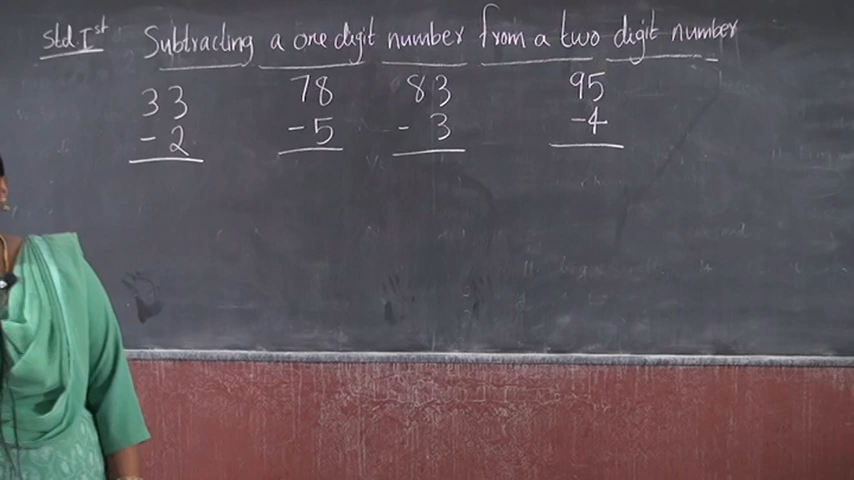 Std. Ist Subtracting a one digit number from a two digit number
33 78 83 95
- 2 - 5 - 3 - 4